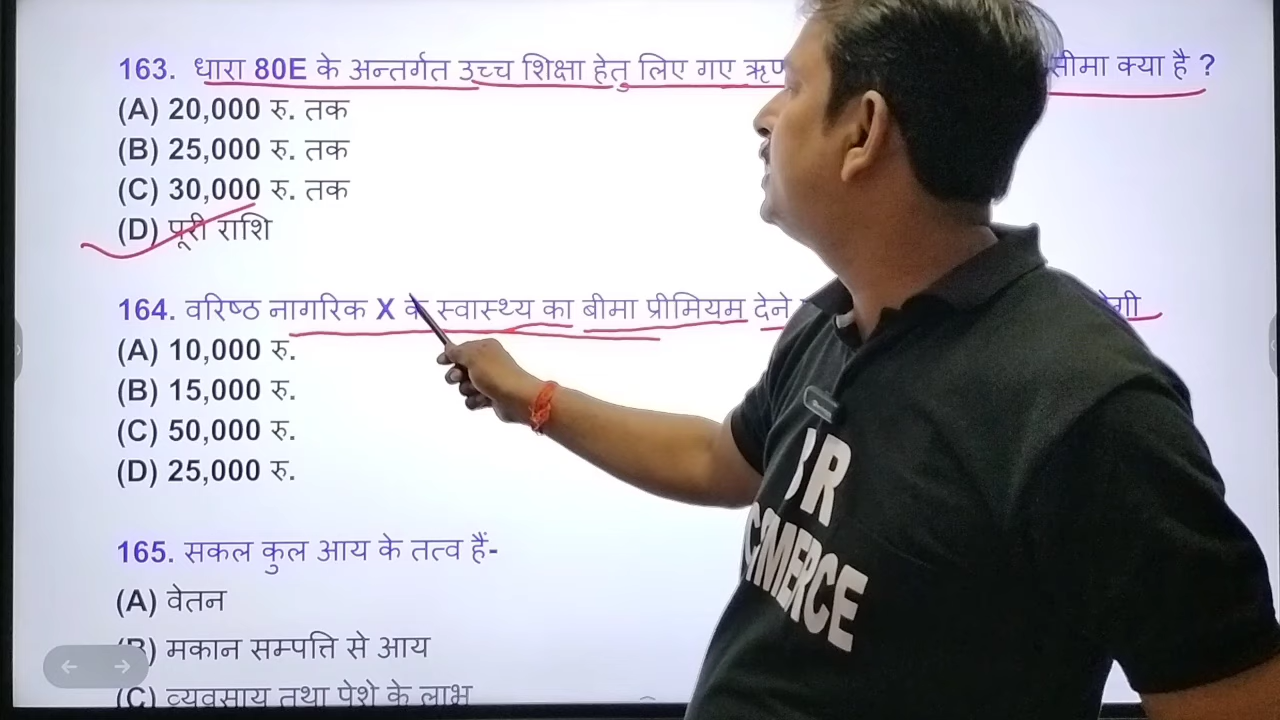 163. धारा 80E के अन्तर्गत उच्च शिक्षा हेतु लिए गए ऋण सीमा क्या है ?
(A) 20,000 रु. तक
(B) 25,000 रु. तक
(C) 30,000 रु. तक
(D) पूरी राशि
164. वरिष्ठ नागरिक X के स्वास्थ्य का बीमा प्रीमियम देने
(A) 10,000 रु.
(B) 15,000 रु.
(C) 50,000 रु.
(D) 25,000 रु.
165. सकल कुल आय के तत्व हैं-
(A) वेतन
(B) मकान सम्पत्ति से आय
(C) व्यवसाय तथा पेशे के लाभ
R
COMMERCE